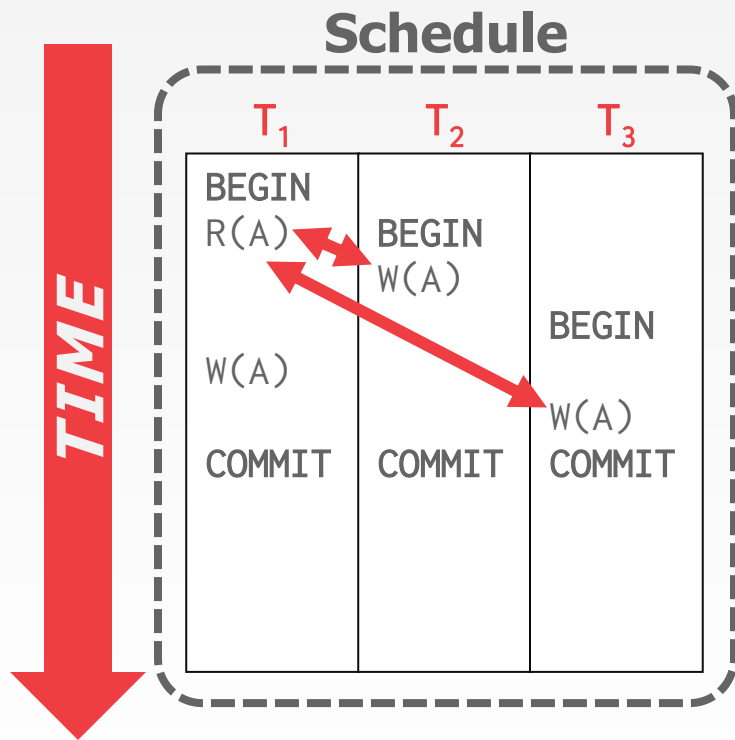 Schedule
TIME
T1 T2 T3
BEGIN
R(A) BEGIN
W(A)
BEGIN
W(A)
W(A)
COMMIT COMMIT COMMIT